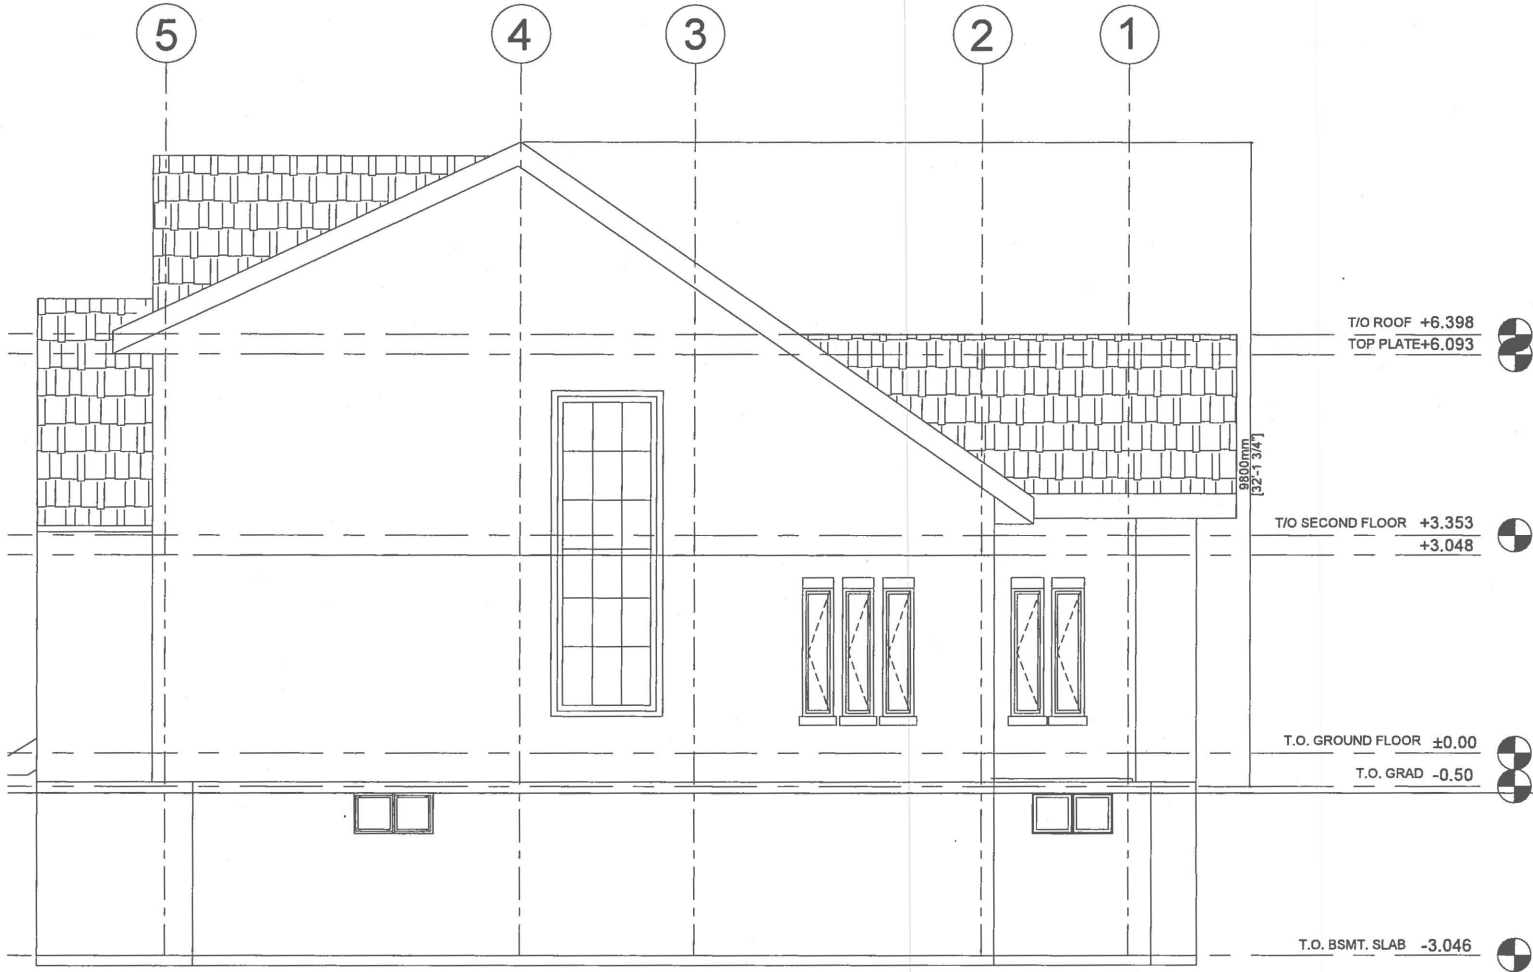 5 4 3 2 1
T/O ROOF +6.398
TOP PLATE+6.093
9800mm
[32'-1 3/4"]
T/O SECOND FLOOR +3.353
+3.048
T.O. GROUND FLOOR ±0.00
T.O. GRAD -0.50
T.O. BSMT. SLAB -3.046